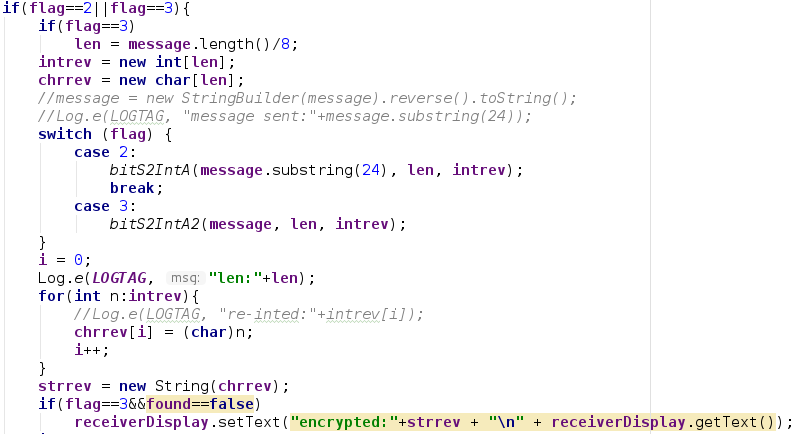 if(flag==2||flag==3){
if(flag==3)
len = message.length()/8;
intrev = new int[len];
chrrev = new char[len];
//message = new StringBuilder(message).reverse().toString();
//Log.e(LOGTAG, "message sent:"+message.substring(24));
switch (flag) {
case 2:
bitS2IntA(message.substring(24), len, intrev);
break;
case 3:
bitS2IntA2(message, len, intrev);
}
i = 0;
Log.e(LOGTAG, msg: "len:"+len);
for(int n:intrev){
//Log.e(LOGTAG, "re-inted:"+intrev[i]);
chrrev[i] = (char)n;
i++;
}
strrev = new String(chrrev);
if(flag==3&&found==false)
receiverDisplay.setText("encrypted:"+strrev + "\n" + receiverDisplay.getText());